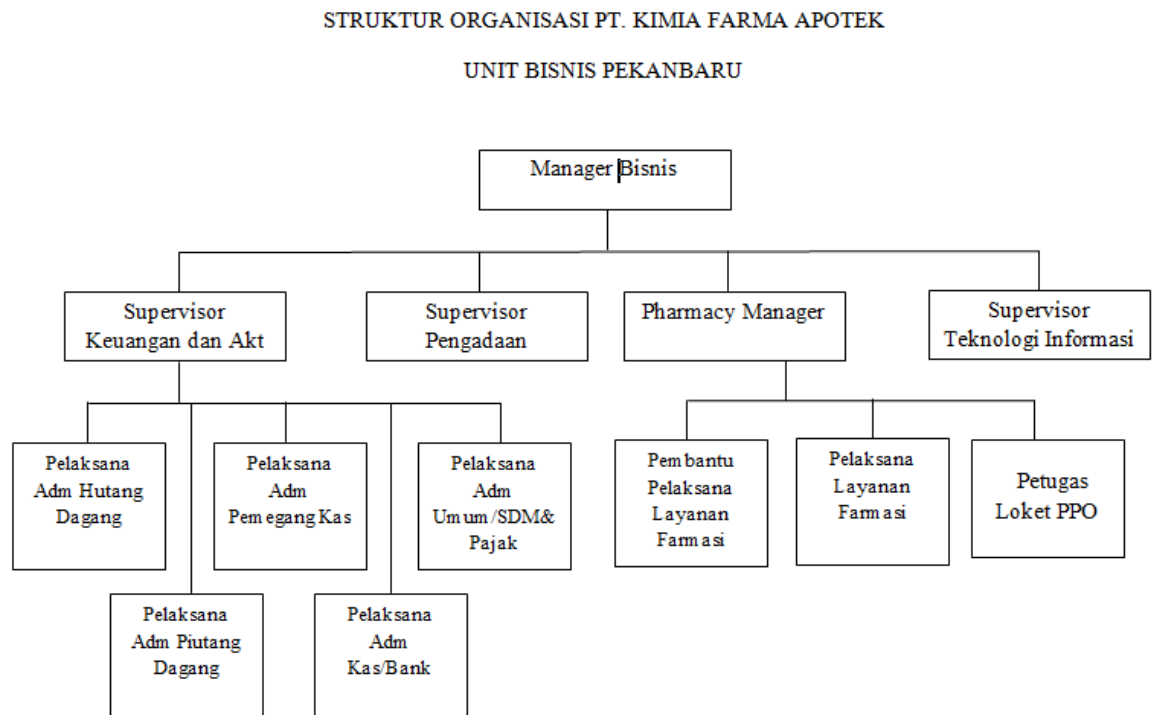 STRUKTUR ORGANISASI PT. KIMIA FARMA APOTEK
UNIT BISNIS PEKANBARU
Manager Bisnis
Supervisor
Keuangan dan Akt
Supervisor
Pengadaan
Pharmacy Manager
Supervisor
Teknologi Informasi
Pelaksana
Adm Hutang
Dagang
Pelaksana
Adm
Pemegang Kas
Pelaksana
Adm
Umum/SDM&
Pajak
Pembantu
Pelaksana
Layanan
Farmasi
Pelaksana
Layanan
Farmasi
Petugas
Loket PPO
Pelaksana
Adm Piutang
Dagang
Pelaksana
Adm
Kas/Bank